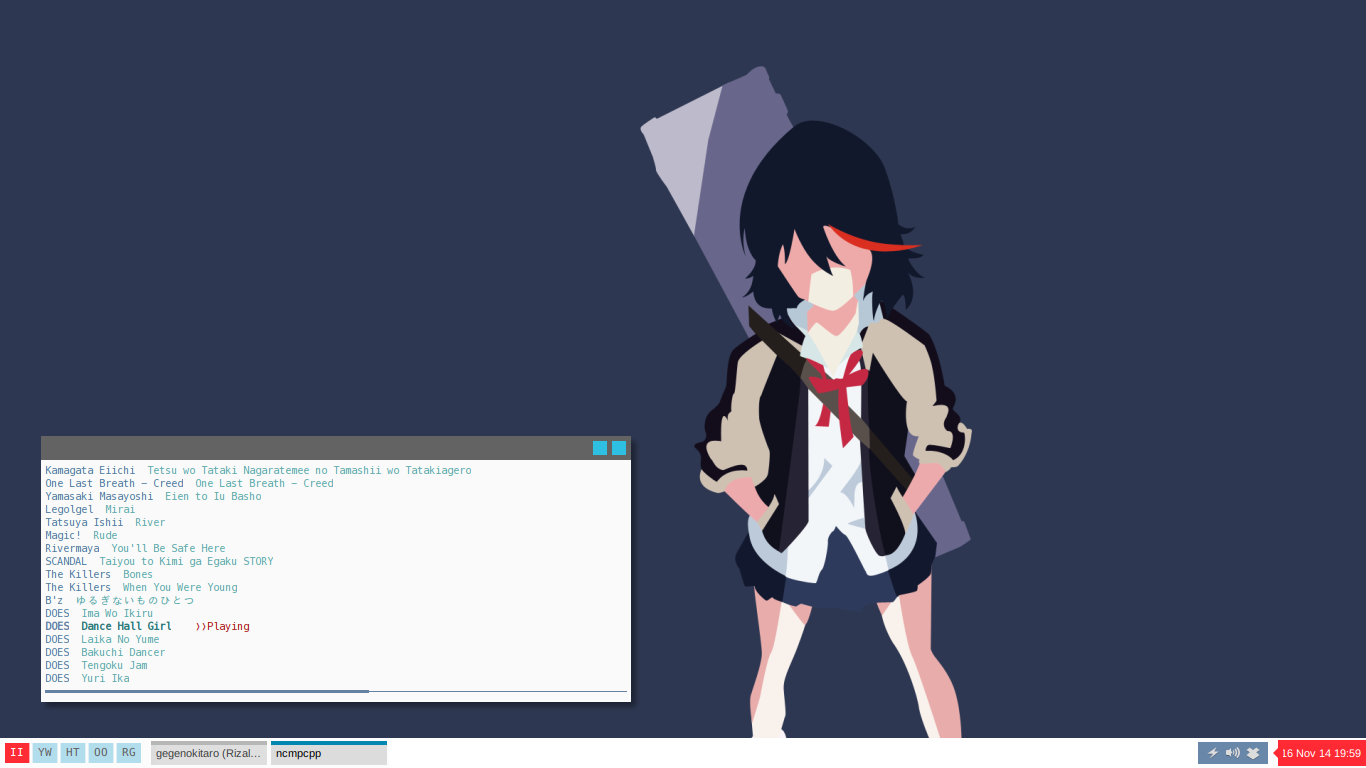 Kamagata Eiichi Tetsu wo Tataki Nagaratemee no Tamashii wo Tatakiagero
One Last Breath - Creed One Last Breath - Creed
Yamasaki Masayoshi Eien to Iu Basho
Legolgel Mirai
Tatsuya Ishii River
Magic! Rude
Rivermaya You'll Be Safe Here
SCANDAL Taiyou to Kimi ga Egaku STORY
The Killers Bones
The Killers When You Were Young
B'z ゆるぎないものひとつ
DOES Ima Wo Ikiru
DOES Dance Hall Girl ⟩⟩Playing
DOES Laika No Yume
DOES Bakuchi Dancer
DOES Tengoku Jam
DOES Yuri Ika
II YW HT OO RG gegenokitaro (Rizal... ncmpcpp 16 Nov 14 19:59